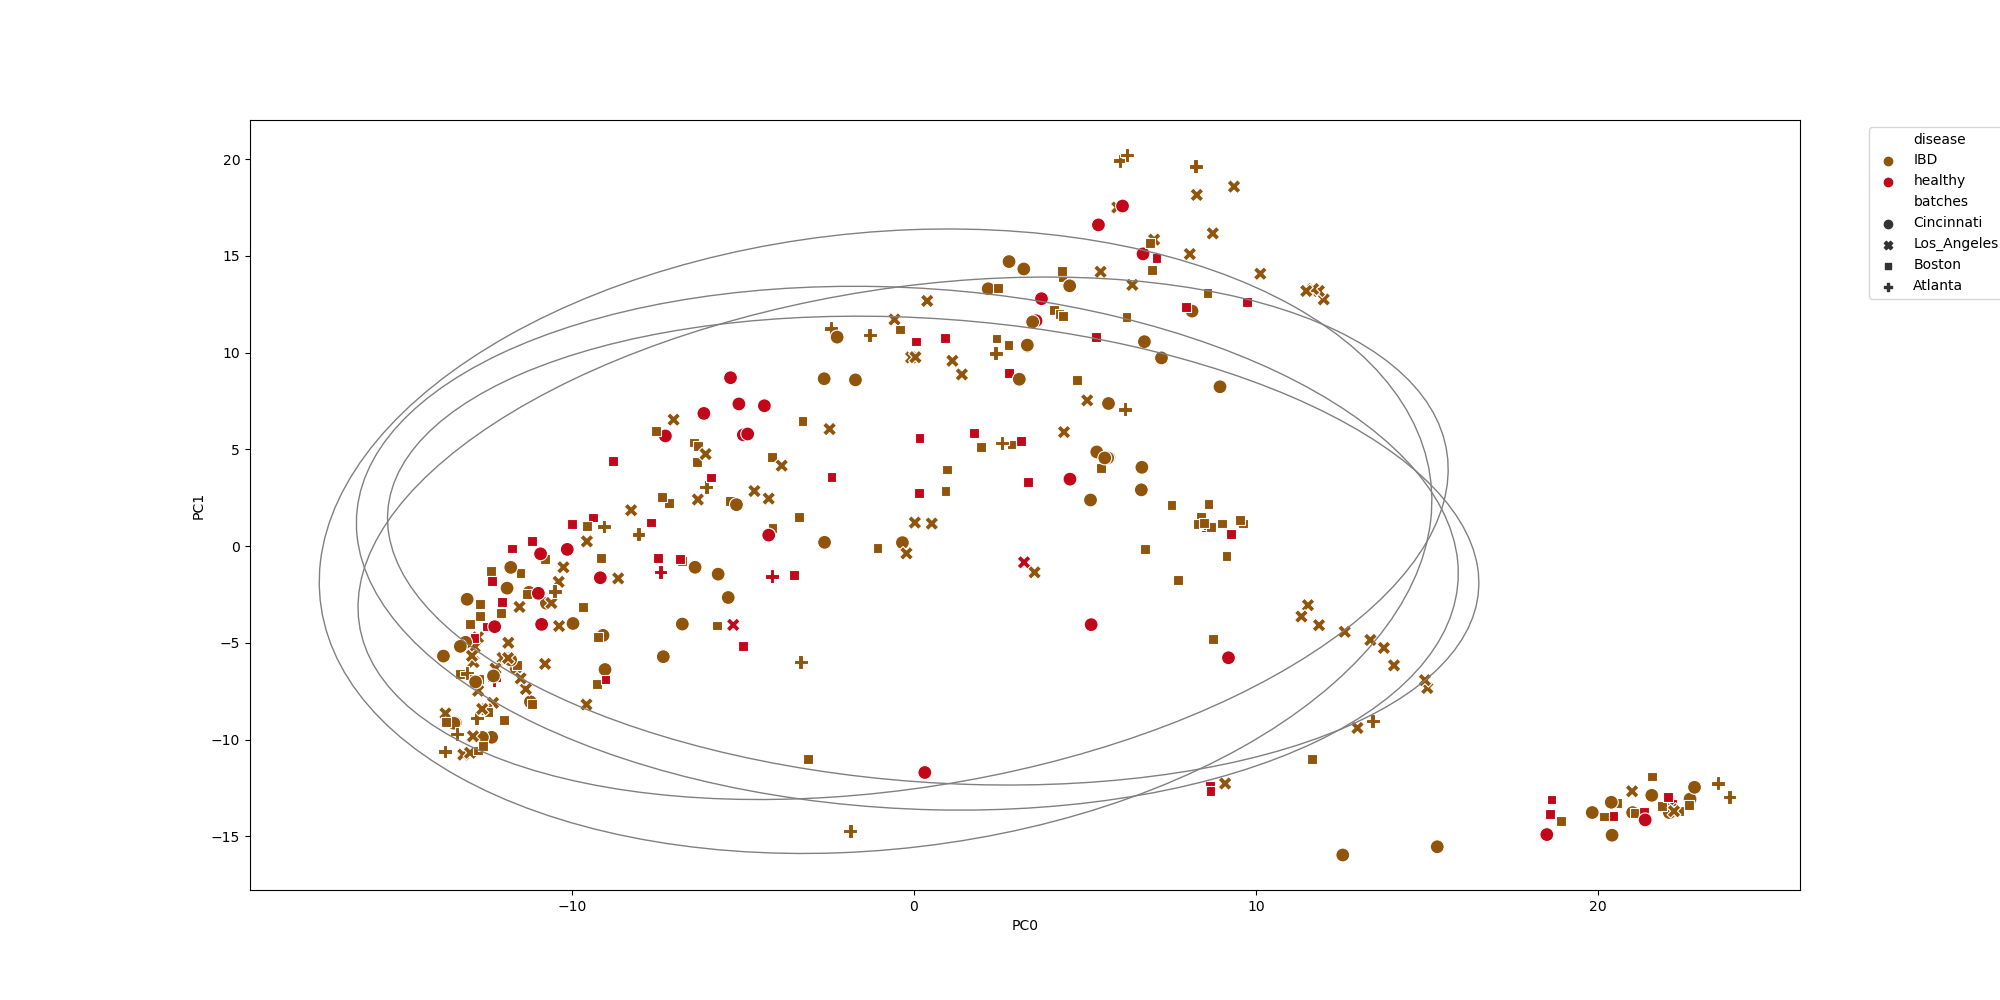 disease
IBD
healthy
batches
Cincinnati
Los_Angeles
Boston
Atlanta
20
15
10
5
0
−5
−10
−15
PC1
−10 0 10 20
PC0